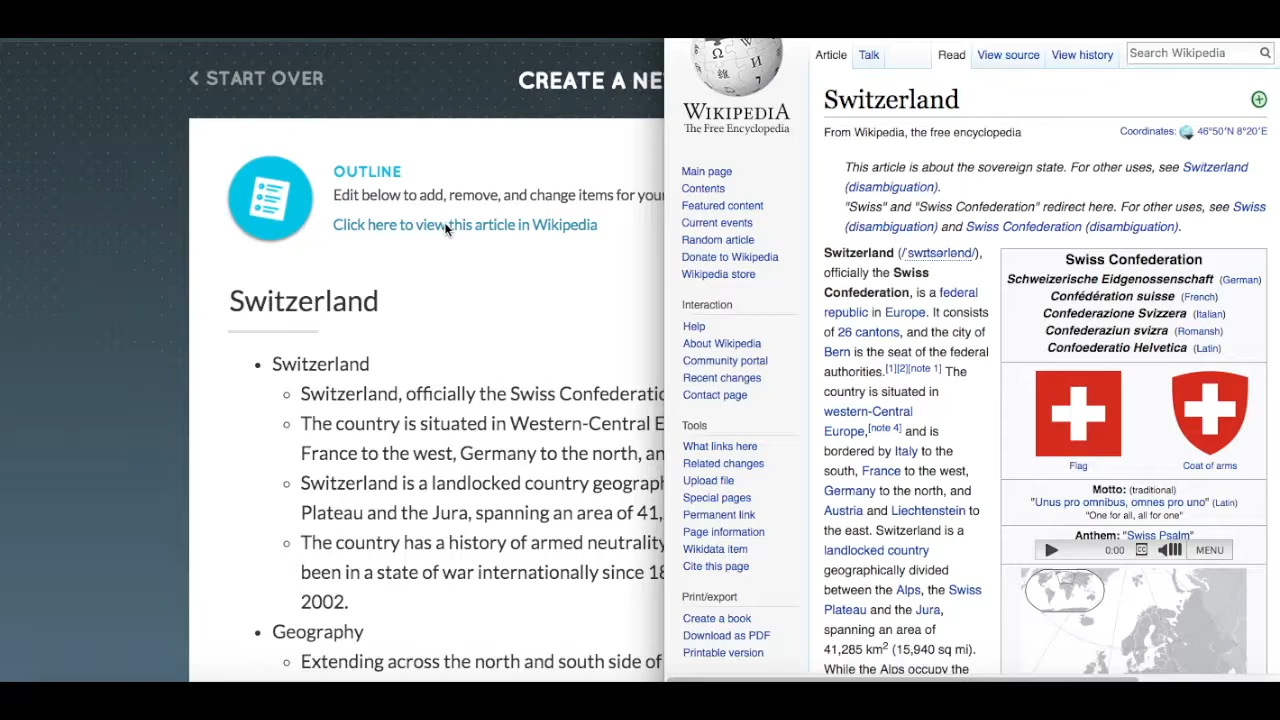 START OVER
CREATE A NE
OUTLINE
Edit below to add, remove, and change items for your
Click here to view this article in Wikipedia
Switzerland
• Switzerland
Switzerland, officially the Swiss Confederatio
The country is situated in Western-Central E
France to the west, Germany to the north, an
Switzerland is a landlocked country geograph
Plateau and the Jura, spanning an area of 41,
The country has a history of armed neutrality
been in a state of war internationally since 18
2002.
• Geography
Extending across the north and south side of
WIKIPEDIA
The Free Encyclopedia
Main page
Contents
Featured content
Current events
Random article
Donate to Wikipedia
Wikipedia store
Interaction
Help
About Wikipedia
Community portal
Recent changes
Contact page
Tools
What links here
Related changes
Upload file
Special pages
Permanent link
Page information
Wikidata item
Cite this page
Print/export
Create a book
Download as PDF
Printable version
Article Talk Read View source View history Search Wikipedia
Switzerland
From Wikipedia, the free encyclopedia
Coordinates: 46°50′N 8°20′E
This article is about the sovereign state. For other uses, see Switzerland
(disambiguation).
"Swiss" and "Swiss Confederation" redirect here. For other uses, see Swiss
(disambiguation) and Swiss Confederation (disambiguation).
Switzerland (/ˈswɪtsərlənd/),
officially the Swiss
Confederation, is a federal
republic in Europe. It consists
of 26 cantons, and the city of
Bern is the seat of the federal
authorities.[1][2][note 1] The
country is situated in
western-Central
Europe,[note 4] and is
bordered by Italy to the
south, France to the west,
Germany to the north, and
Austria and Liechtenstein to
the east. Switzerland is a
landlocked country
geographically divided
between the Alps, the Swiss
Plateau and the Jura,
spanning an area of
41,285 km² (15,940 sq mi).
While the Alps occupy the
Swiss Confederation
Schweizerische Eidgenossenschaft (German)
Confédération suisse (French)
Confederazione Svizzera (Italian)
Confederaziun svizra (Romansh)
Confoederatio Helvetica (Latin)
Flag
Coat of arms
Motto: (traditional)
"Unus pro omnibus, omnes pro uno" (Latin)
"One for all, all for one"
Anthem: "Swiss Psalm"
0:00 CC MENU